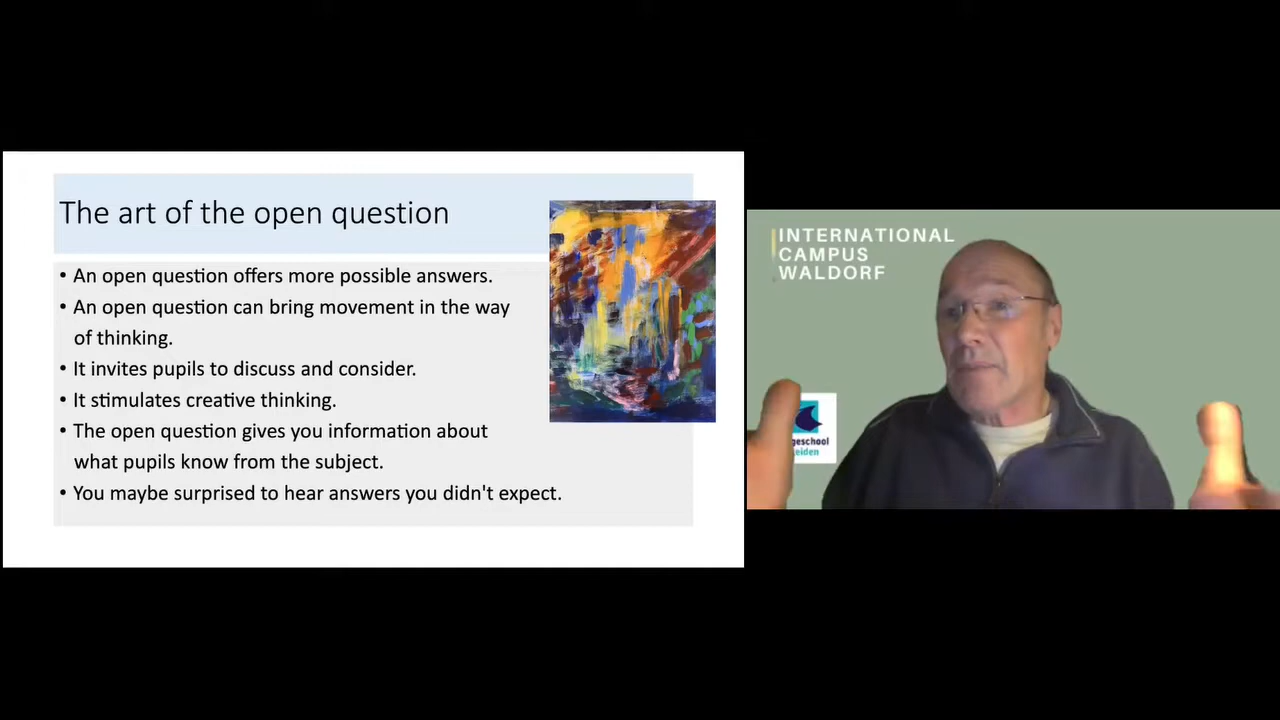 The art of the open question
• An open question offers more possible answers.
• An open question can bring movement in the way
of thinking.
• It invites pupils to discuss and consider.
• It stimulates creative thinking.
• The open question gives you information about
what pupils know from the subject.
• You maybe surprised to hear answers you didn't expect.
INTERNATIONAL
CAMPUS
WALDORF